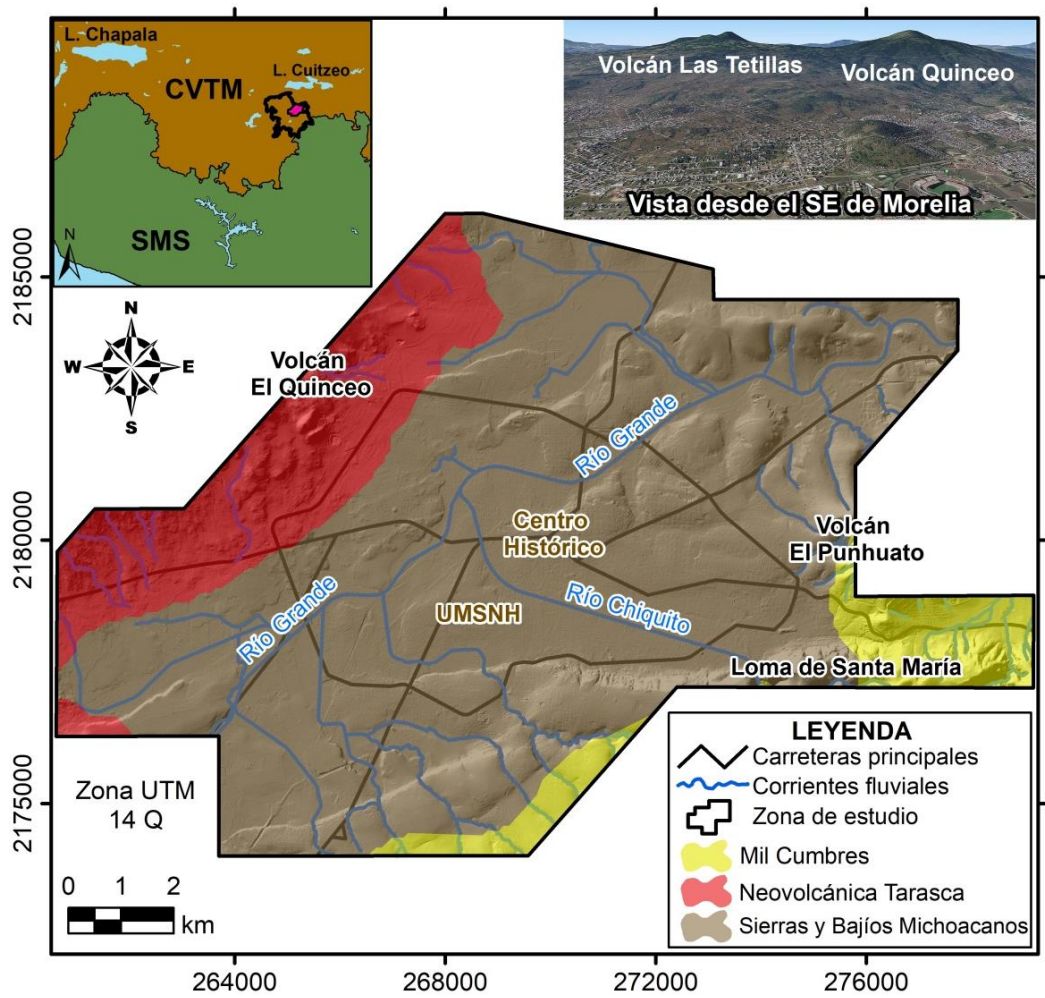 L. Chapala
L. Cuitzeo
CVTM
SMS
N
Volcán Las Tetillas
Volcán Quinceo
Vista desde el SE de Morelia
2185000
2180000
2175000
N
W
E
S
Volcán
El Quinceo
Río Grande
Centro
Histórico
Volcán
El Punhuato
UMSNH
Río Chiquito
Río Grande
Loma de Santa María
Zona UTM
14 Q
0 1 2
km
LEYENDA
Carreteras principales
Corrientes fluviales
Zona de estudio
Mil Cumbres
Neovolcánica Tarasca
Sierras y Bajíos Michoacanos
264000
268000
272000
276000